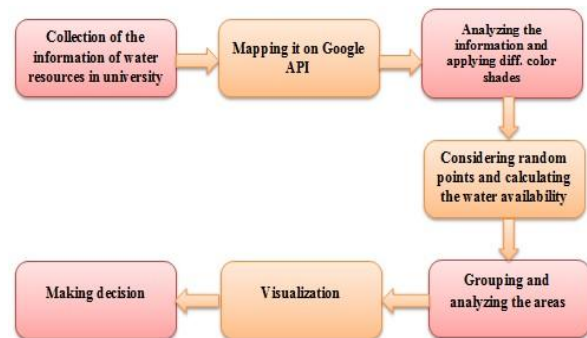 Collection of the
information of water
resources in university
Mapping it on Google
API
Analyzing the
information and
applying diff. color
shades
Considering random
points and calculating
the water availability
Grouping and
analyzing the areas
Visualization
Making decision